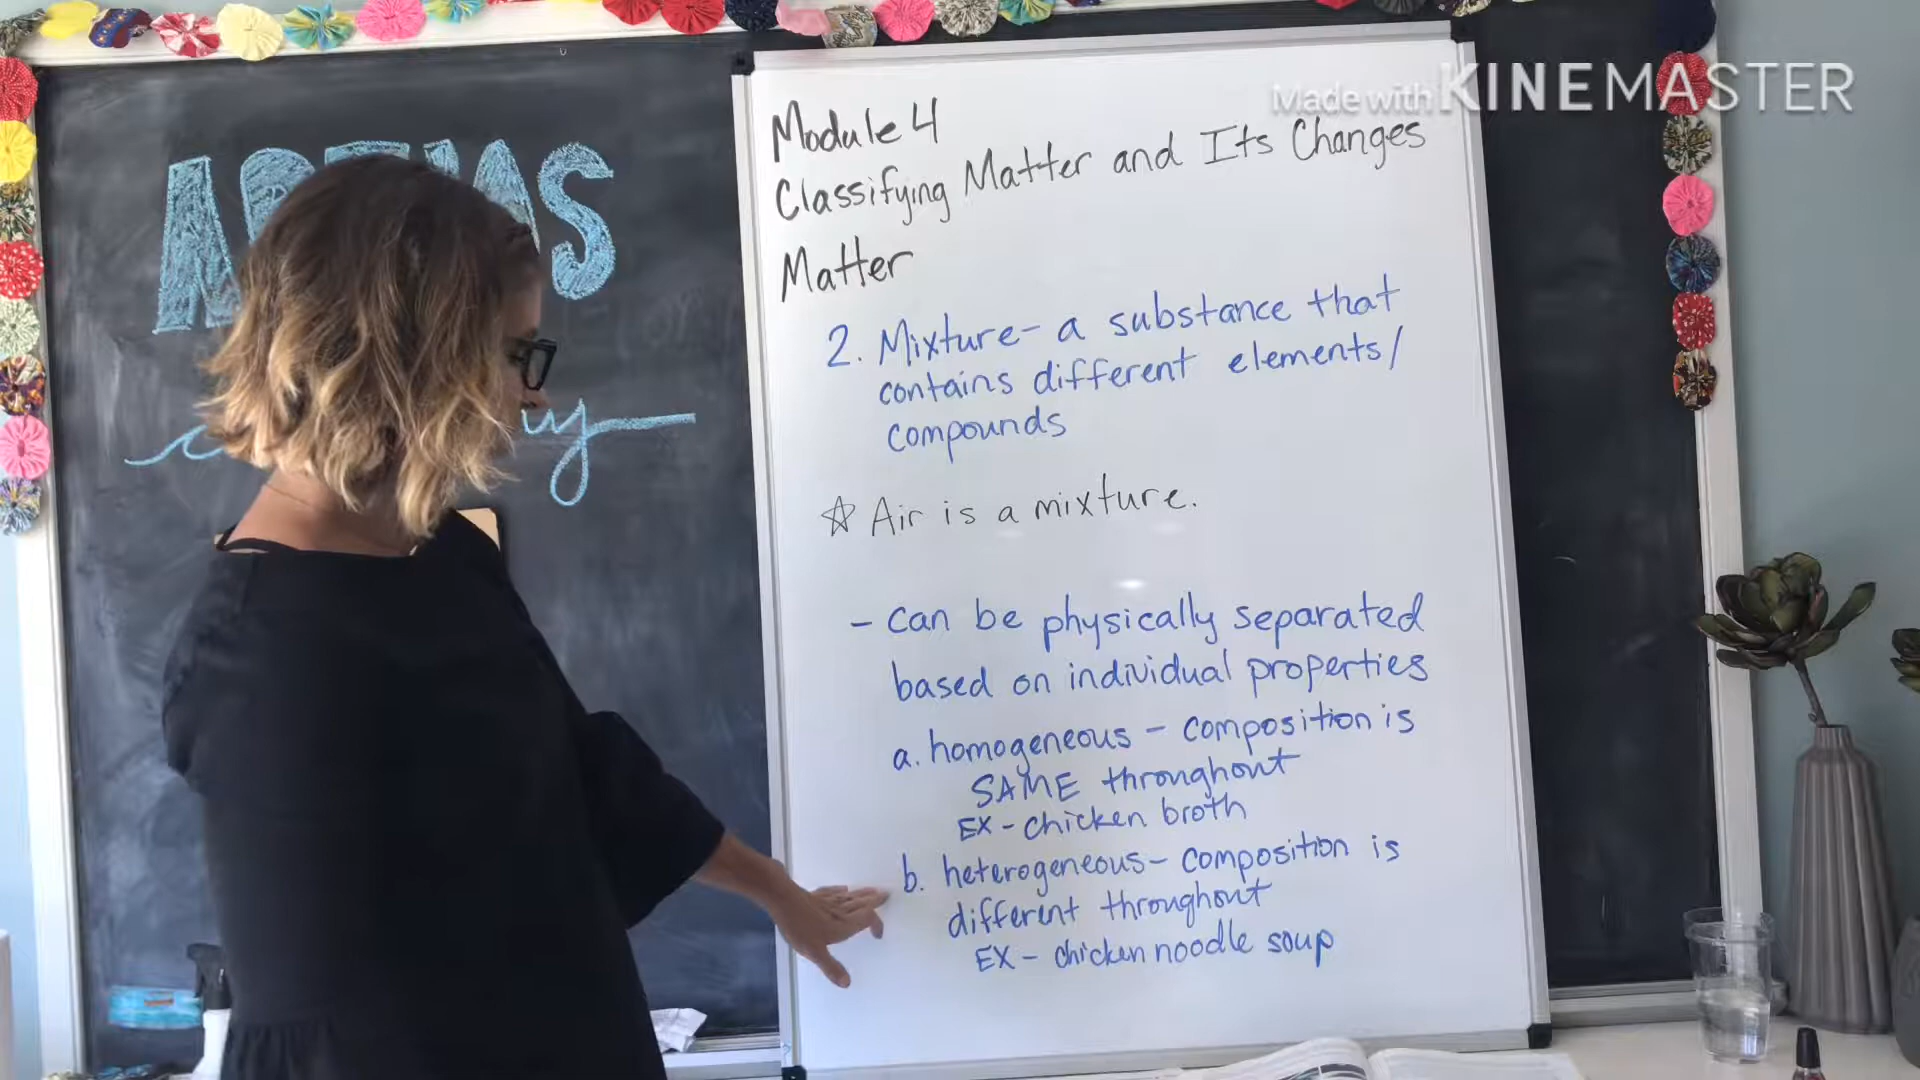 Made with KINEMASTER
Module 4
Classifying Matter and Its Changes
Matter
2. Mixture - a substance that
contains different elements/
compounds
☆ Air is a mixture.
- can be physically separated
based on individual properties
a. homogeneous - composition is
SAME throughout
EX - chicken broth
b. heterogeneous - composition is
different throughout
EX - chicken noodle soup